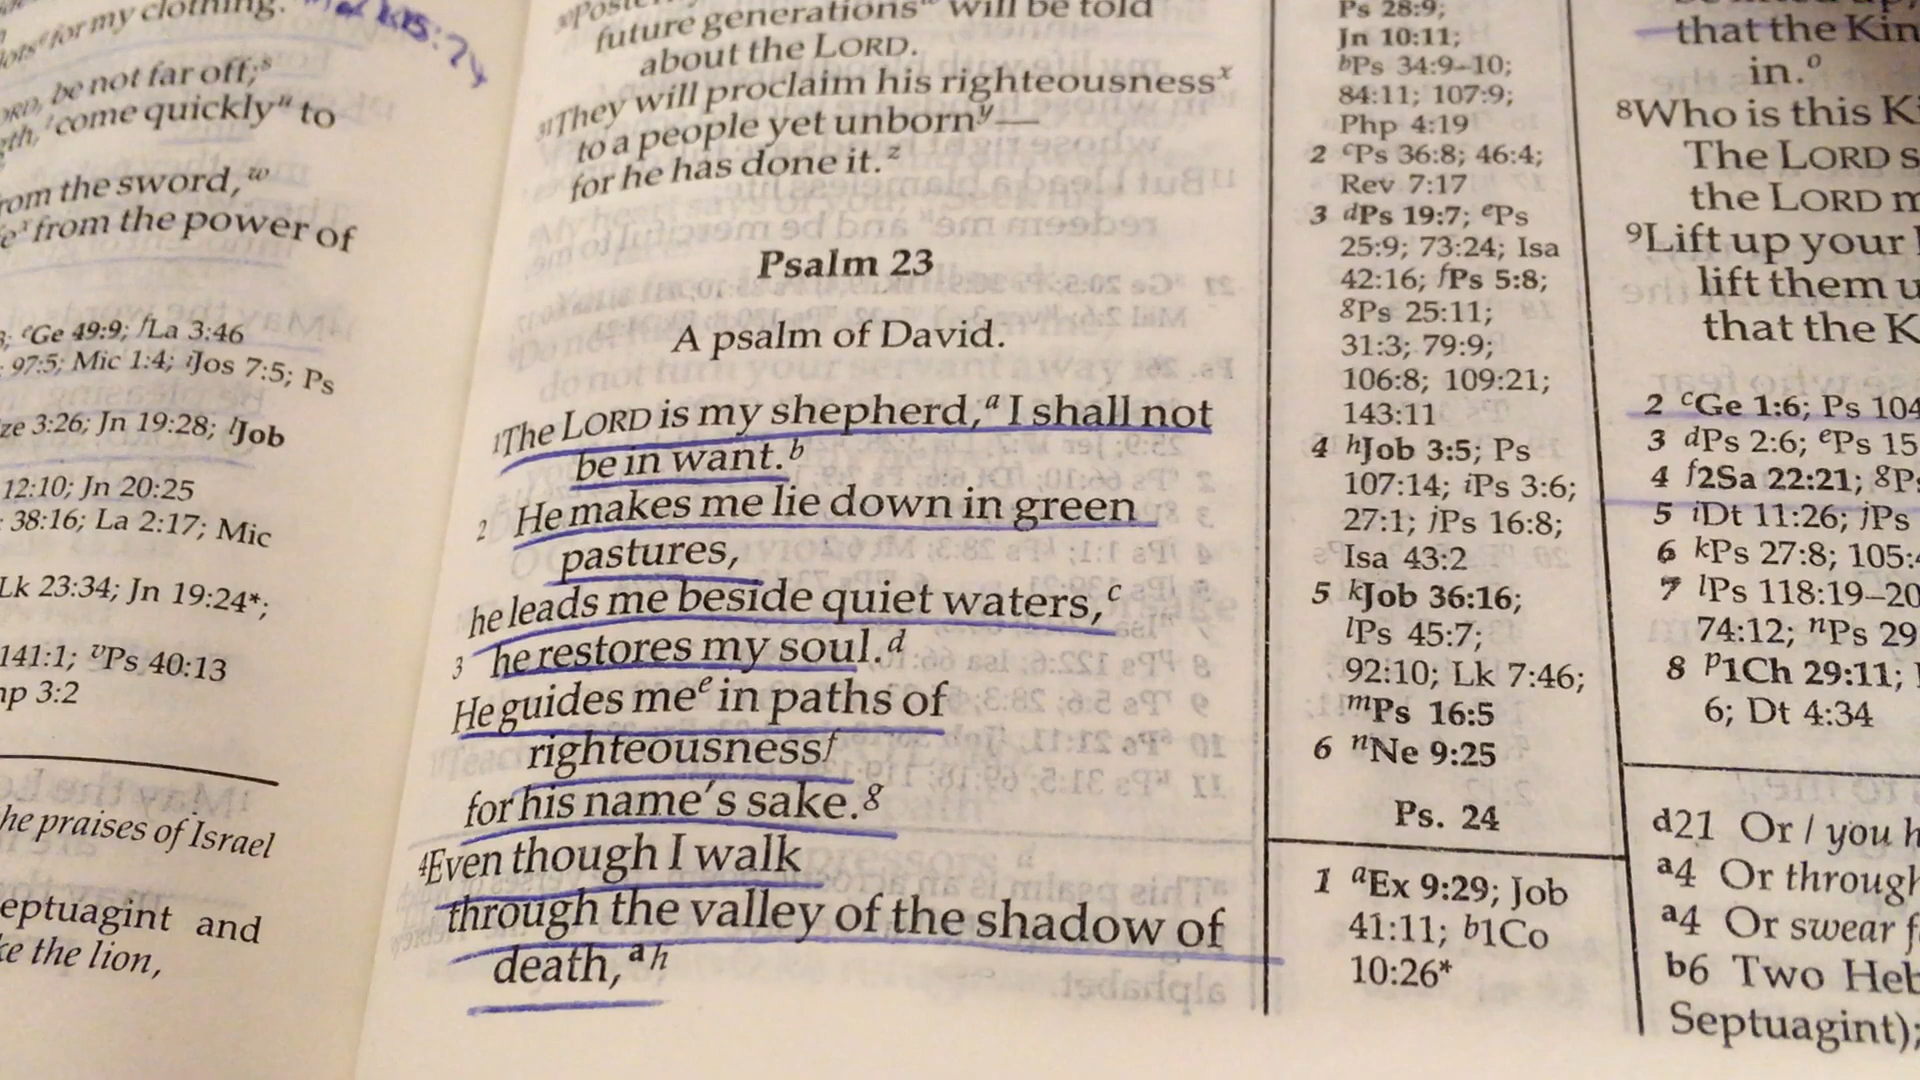 for my clothing.
be not far off;s
come quicklyu to
from the sword,w
from the power of
Ge 49:9; fLa 3:46
97:5; Mic 1:4; iJos 7:5; Ps
3:26; Jn 19:28; lJob
12:10; Jn 20:25
38:16; La 2:17; Mic
Lk 23:34; Jn 19:24*;
141:1; vPs 40:13
3:2
he praises of Israel
eptuagint and
the lion,
future generationsw will be told
about the LORD.
31They will proclaim his righteousnessx
to a people yet unborny—
for he has done it.z
Psalm 23
A psalm of David.
1The LORD is my shepherd,a I shall not
be in want.b
2 He makes me lie down in green
pastures,
he leads me beside quiet waters,c
3 he restores my soul.d
He guides mee in paths of
righteousnessf
for his name's sake.g
4Even though I walk
through the valley of the shadow of
death,a h
Ps 28:9;
Jn 10:11;
bPs 34:9–10;
84:11; 107:9;
Php 4:19
2 cPs 36:8; 46:4;
Rev 7:17
3 dPs 19:7; ePs
25:9; 73:24; Isa
42:16; fPs 5:8;
gPs 25:11;
31:3; 79:9;
106:8; 109:21;
143:11
4 hJob 3:5; Ps
107:14; iPs 3:6;
27:1; jPs 16:8;
Isa 43:2
5 kJob 36:16;
lPs 45:7;
92:10; Lk 7:46;
mPs 16:5
6 nNe 9:25
Ps. 24
1 aEx 9:29; Job
41:11; b1Co
10:26*
that the Kin
in.o
8Who is this Ki
The LORD s
the LORD m
9Lift up your
lift them u
that the K
2 cGe 1:6; Ps 104
3 dPs 2:6; ePs 15
4 f2Sa 22:21; gPs
5 iDt 11:26; jPs
6 kPs 27:8; 105:4
7 lPs 118:19–20
74:12; nPs 29
8 p1Ch 29:11;
6; Dt 4:34
d21 Or / you h
a4 Or through
a4 Or swear f
b6 Two Heb
Septuagint);